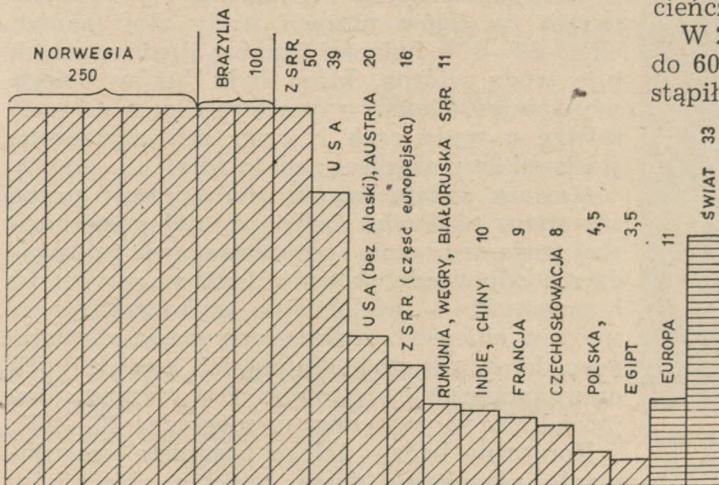 NORWEGIA
250
BRAZYLIA
100
ZSRR
50
USA 39
USA (bez Alaski), AUSTRIA 20
ZSRR (część europejska) 16
RUMUNIA, WĘGRY, BIAŁORUSKA SRR 11
INDIE, CHINY 10
FRANCJA 9
CZECHOSŁOWACJA 8
POLSKA, 4,5
EGIPT 3,5
EUROPA 11
ŚWIAT 33
cieńcz
W 2
do 60
stąpił